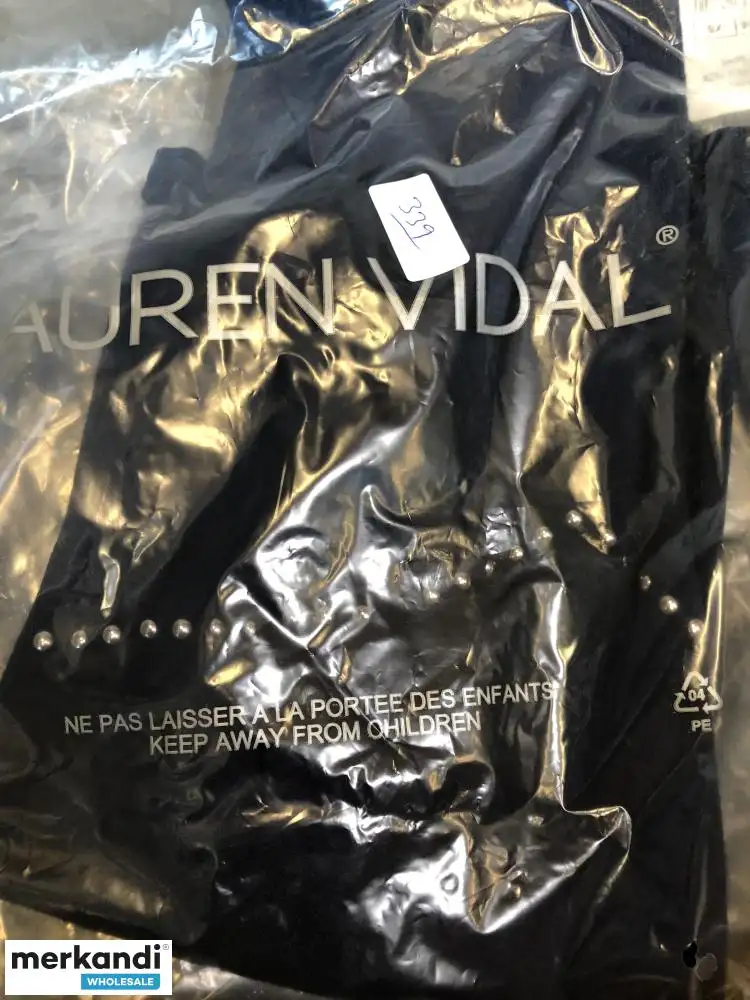 339
AUREN VIDAL®
NE PAS LAISSER A LA PORTEE DES ENFANTS
KEEP AWAY FROM CHILDREN
04
PE
merkandi®
WHOLESALE